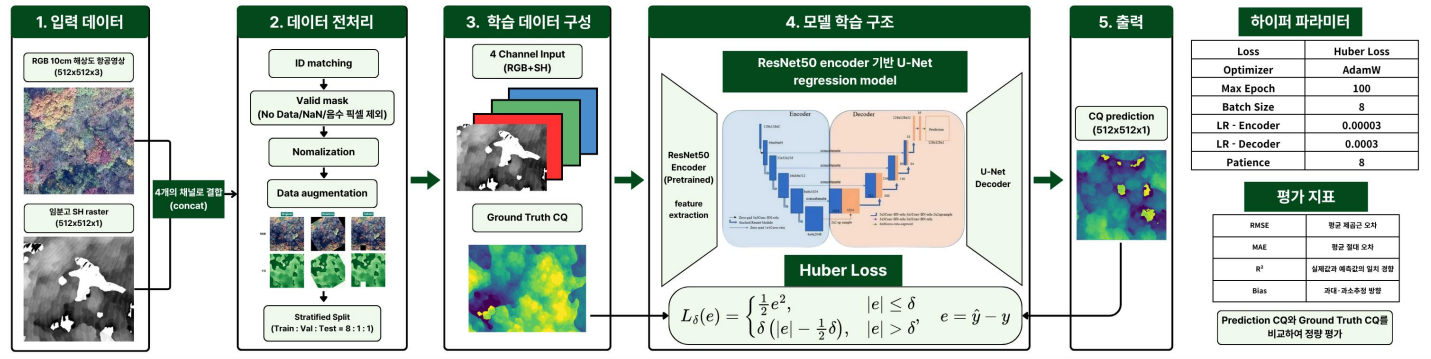 1. 입력 데이터
RGB 10cm 해상도 항공영상
(512x512x3)
임분고 SH raster
(512x512x1)
4개의 채널로 결합
(concat)
2. 데이터 전처리
ID matching
Valid mask
(No Data/NaN/음수 픽셀 제외)
Nomalization
Data augmentation
Stratified Split
(Train : Val : Test = 8 : 1 : 1)
3. 학습 데이터 구성
4 Channel Input
(RGB+SH)
Ground Truth CQ
4. 모델 학습 구조
ResNet50 encoder 기반 U-Net
regression model
ResNet50
Encoder
(Pretrained)
feature
extraction
Encoder
Decoder
Prediction
U-Net
Decoder
Huber Loss
L_δ(e) = { ½e², |e| ≤ δ
δ(|e| − ½δ), |e| > δ, e = ŷ − y
5. 출력
CQ prediction
(512x512x1)
하이퍼 파라미터
Loss Huber Loss
Optimizer AdamW
Max Epoch 100
Batch Size 8
LR - Encoder 0.00003
LR - Decoder 0.0003
Patience 8
평가 지표
RMSE 평균 제곱근 오차
MAE 평균 절대 오차
R² 실제값과 예측값의 일치 경향
Bias 과대·과소추정 방향
Prediction CQ와 Ground Truth CQ를
비교하여 정량 평가